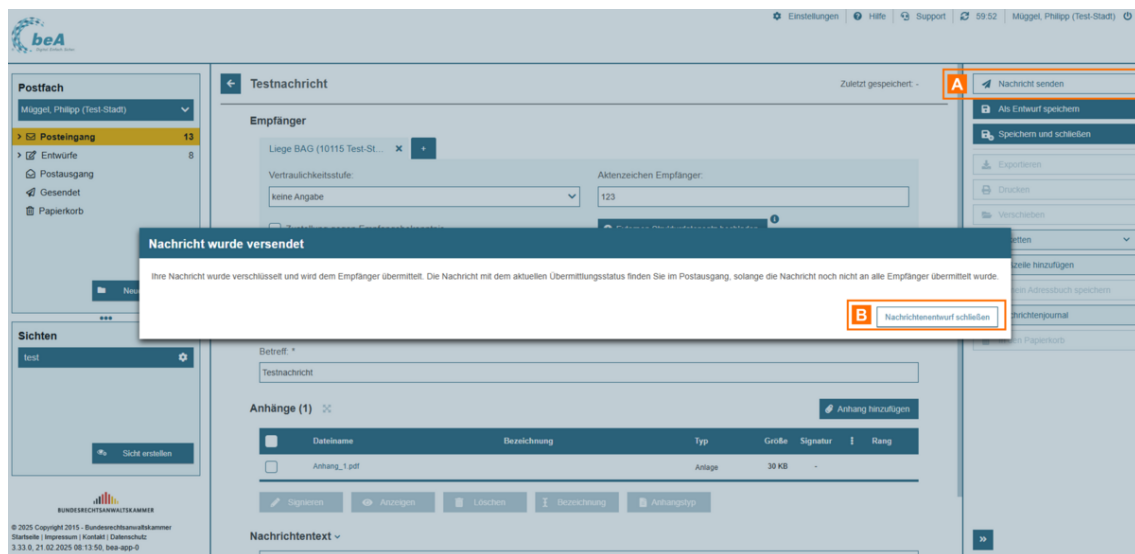 Einstellungen
Hilfe
Support
59:52
Müggel, Philipp (Test-Stadt)
beA
Postfach
Müggel, Philipp (Test-Stadt)
Posteingang 13
Entwürfe 8
Postausgang
Gesendet
Papierkorb
Sichten
test
Sicht erstellen
BUNDESRECHTSANWALTSKAMMER
© 2025 Copyright 2015 - Bundesrechtsanwaltskammer
Startseite | Impressum | Kontakt | Datenschutz
3.33.0, 21.02.2025 08:13:50, bea-app-0
Testnachricht
Zuletzt gespeichert: -
Empfänger
Liege BAG (10115 Test-St... +
Vertraulichkeitsstufe:
keine Angabe
Aktenzeichen Empfänger:
123
Nachricht wurde versendet
Ihre Nachricht wurde verschlüsselt und wird dem Empfänger übermittelt. Die Nachricht mit dem aktuellen Übermittlungsstatus finden Sie im Postausgang, solange die Nachricht noch nicht an alle Empfänger übermittelt wurde.
B
Nachrichtenentwurf schließen
Betreff: *
Testnachricht
Anhänge (1)
Anhang hinzufügen
Dateiname Bezeichnung Typ Größe Signatur Rang
Anhang_1.pdf Anlage 30 KB -
Signieren
Anzeigen
Löschen
Bezeichnung
Anhangstyp
Nachrichtentext
A
Nachricht senden
Als Entwurf speichern
Speichern und schließen
Exportieren
Drucken
Verschieben